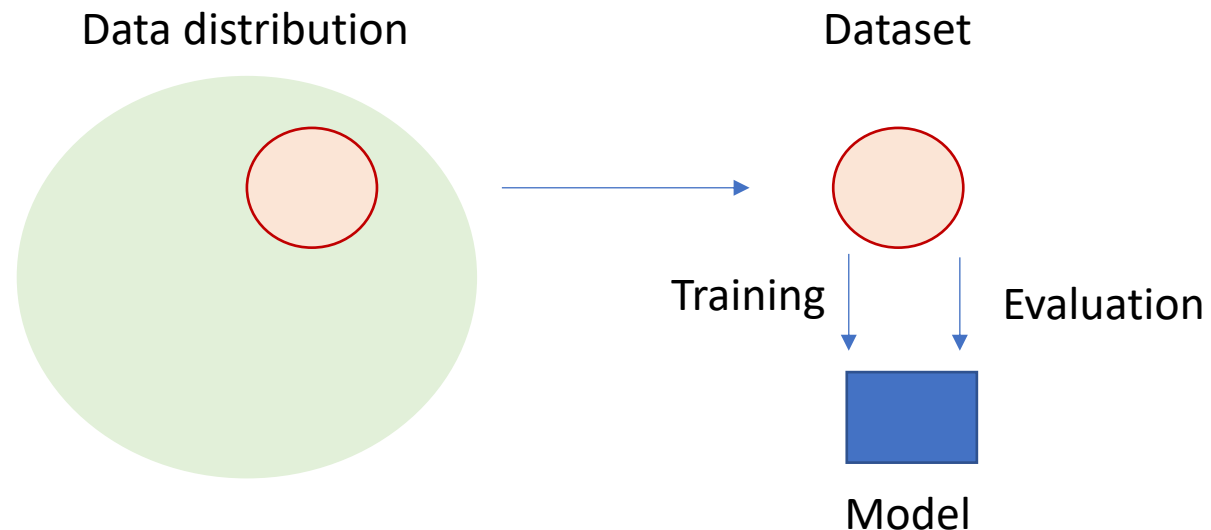 Data distribution
Dataset
Training
Evaluation
Model